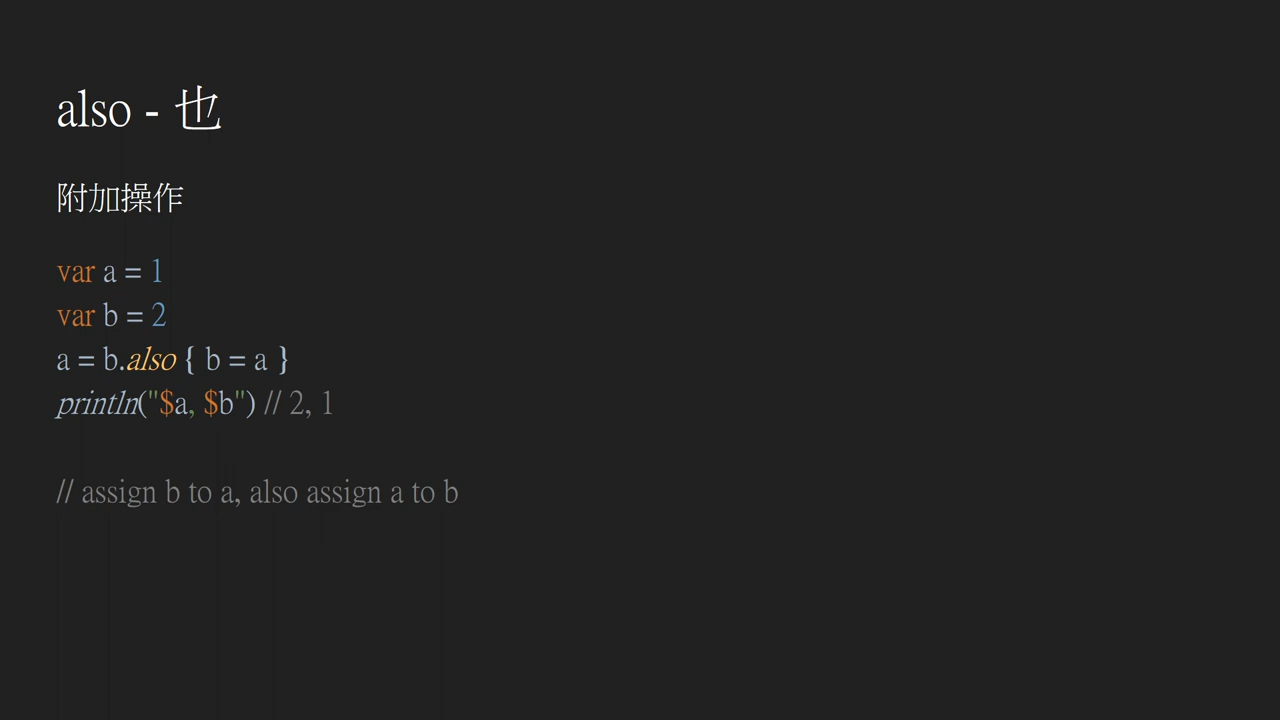 also - 也
附加操作
var a = 1
var b = 2
a = b.also { b = a }
println("$a, $b") // 2, 1
// assign b to a, also assign a to b